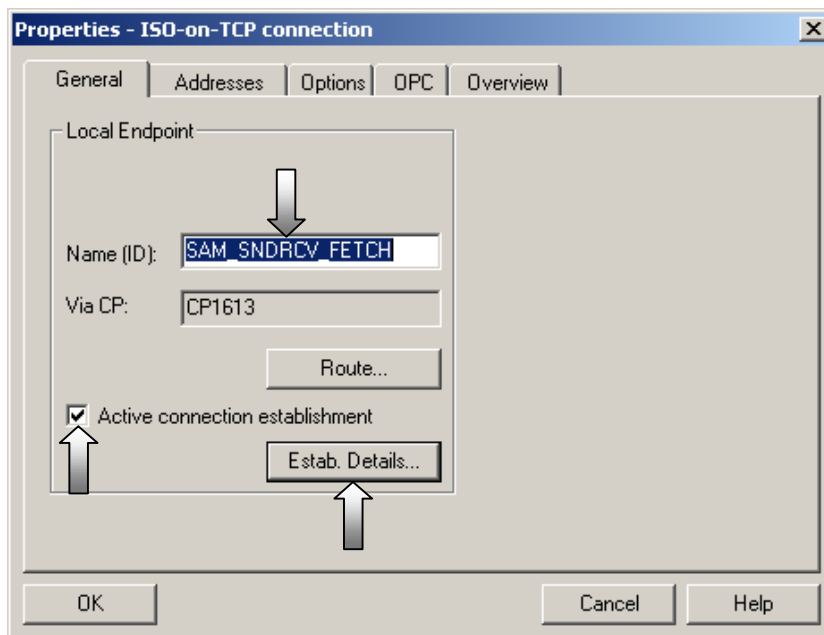 Properties - ISO-on-TCP connection
General Addresses Options OPC Overview
Local Endpoint
Name (ID): SAM_SNDRCV_FETCH
Via CP: CP1613
Route...
Active connection establishment
Estab. Details...
OK Cancel Help